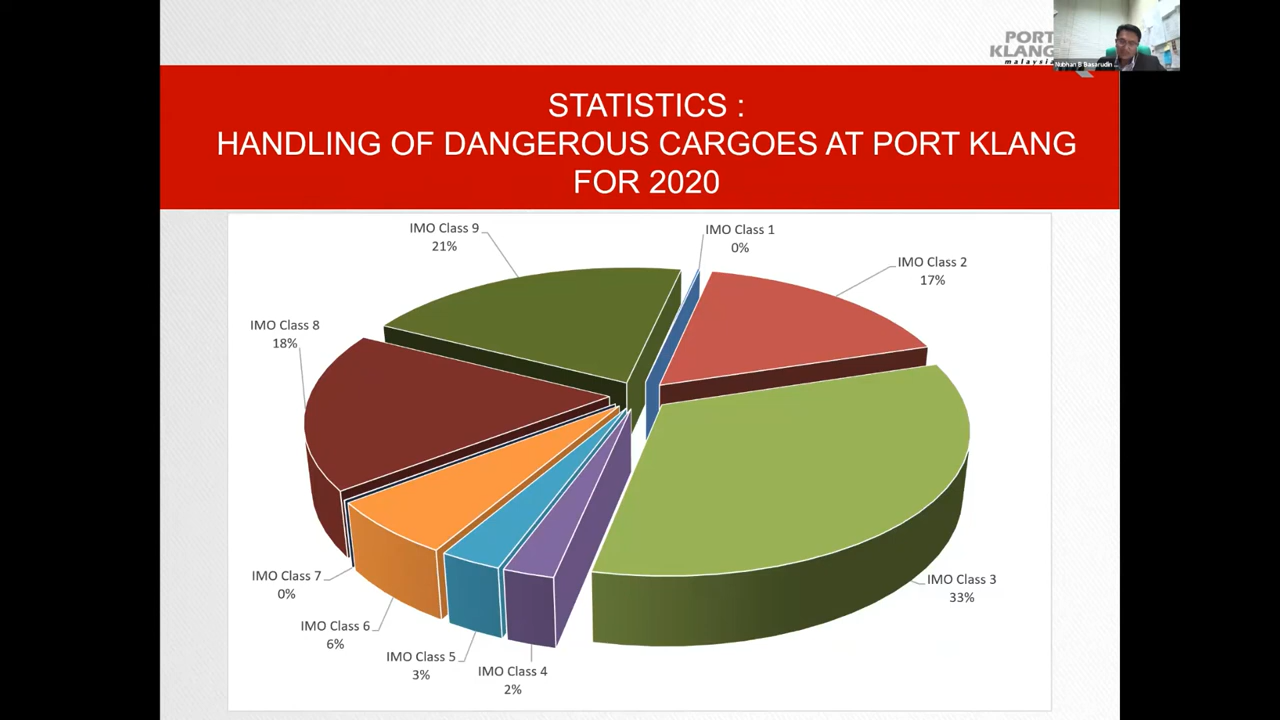 PORT
KLANG
malaysia
Nubhan B Basarudin ...
STATISTICS :
HANDLING OF DANGEROUS CARGOES AT PORT KLANG
FOR 2020
IMO Class 9
21%
IMO Class 1
0%
IMO Class 2
17%
IMO Class 8
18%
IMO Class 3
33%
IMO Class 7
0%
IMO Class 6
6%
IMO Class 5
3%
IMO Class 4
2%